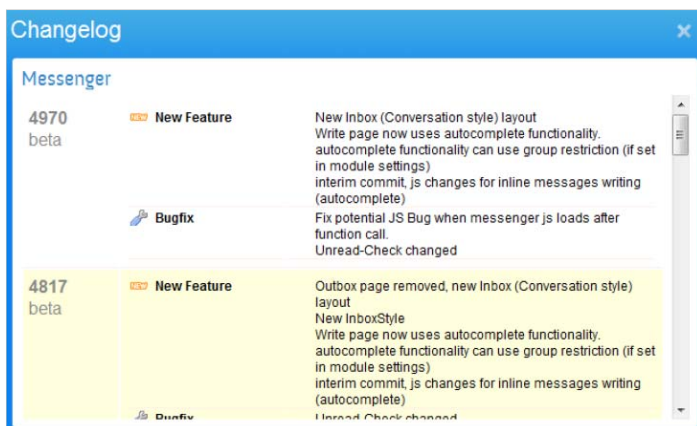 Changelog
Messenger
4970
beta
New Feature
New Inbox (Conversation style) layout
Write page now uses autocomplete functionality.
autocomplete functionality can use group restriction (if set
in module settings)
interim commit, js changes for inline messages writing
(autocomplete)
Bugfix
Fix potential JS Bug when messenger js loads after
function call.
Unread-Check changed
4817
beta
New Feature
Outbox page removed, new Inbox (Conversation style)
layout
New InboxStyle
Write page now uses autocomplete functionality.
autocomplete functionality can use group restriction (if set
in module settings)
interim commit, js changes for inline messages writing
(autocomplete)
Bugfix
Unread-Check changed